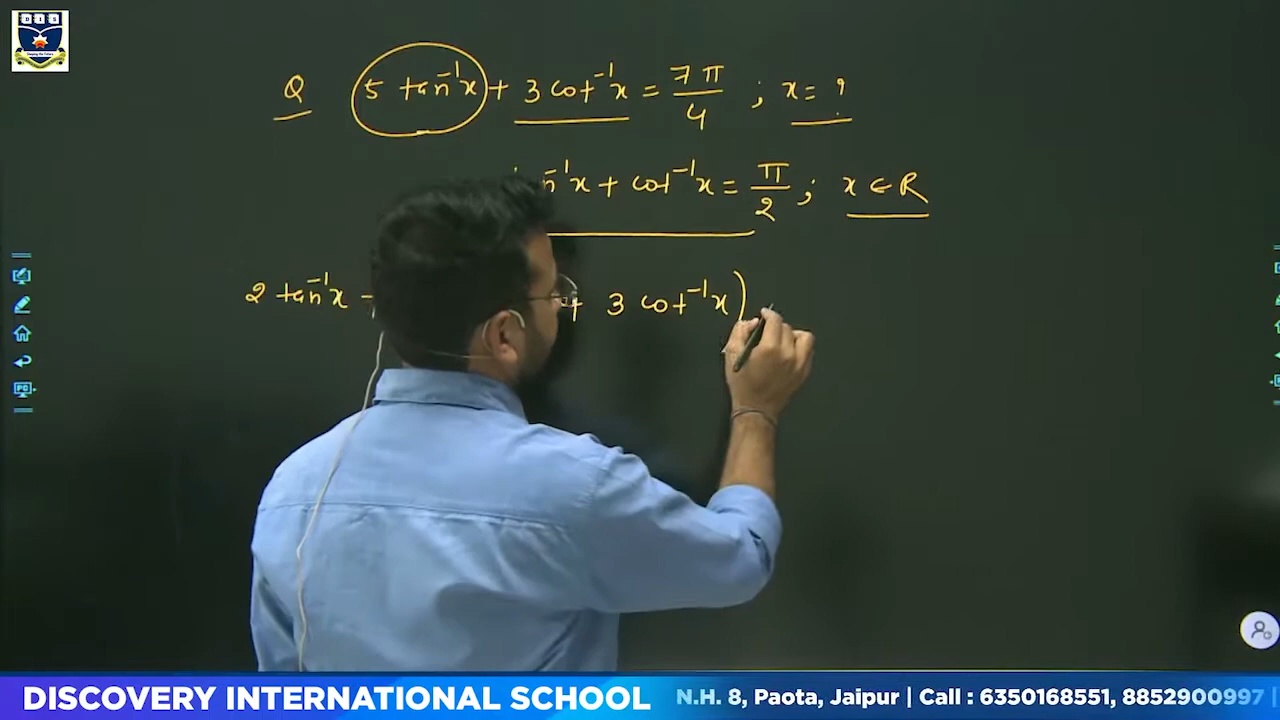 Q 5 tan⁻¹x + 3 cot⁻¹x = 7π/4 ; x = ?
n⁻¹x + cot⁻¹x = π/2 ; x ∈ R
2 tan⁻¹x + 3 cot⁻¹x)
DISCOVERY INTERNATIONAL SCHOOL N.H. 8, Paota, Jaipur | Call : 6350168551, 8852900997 |